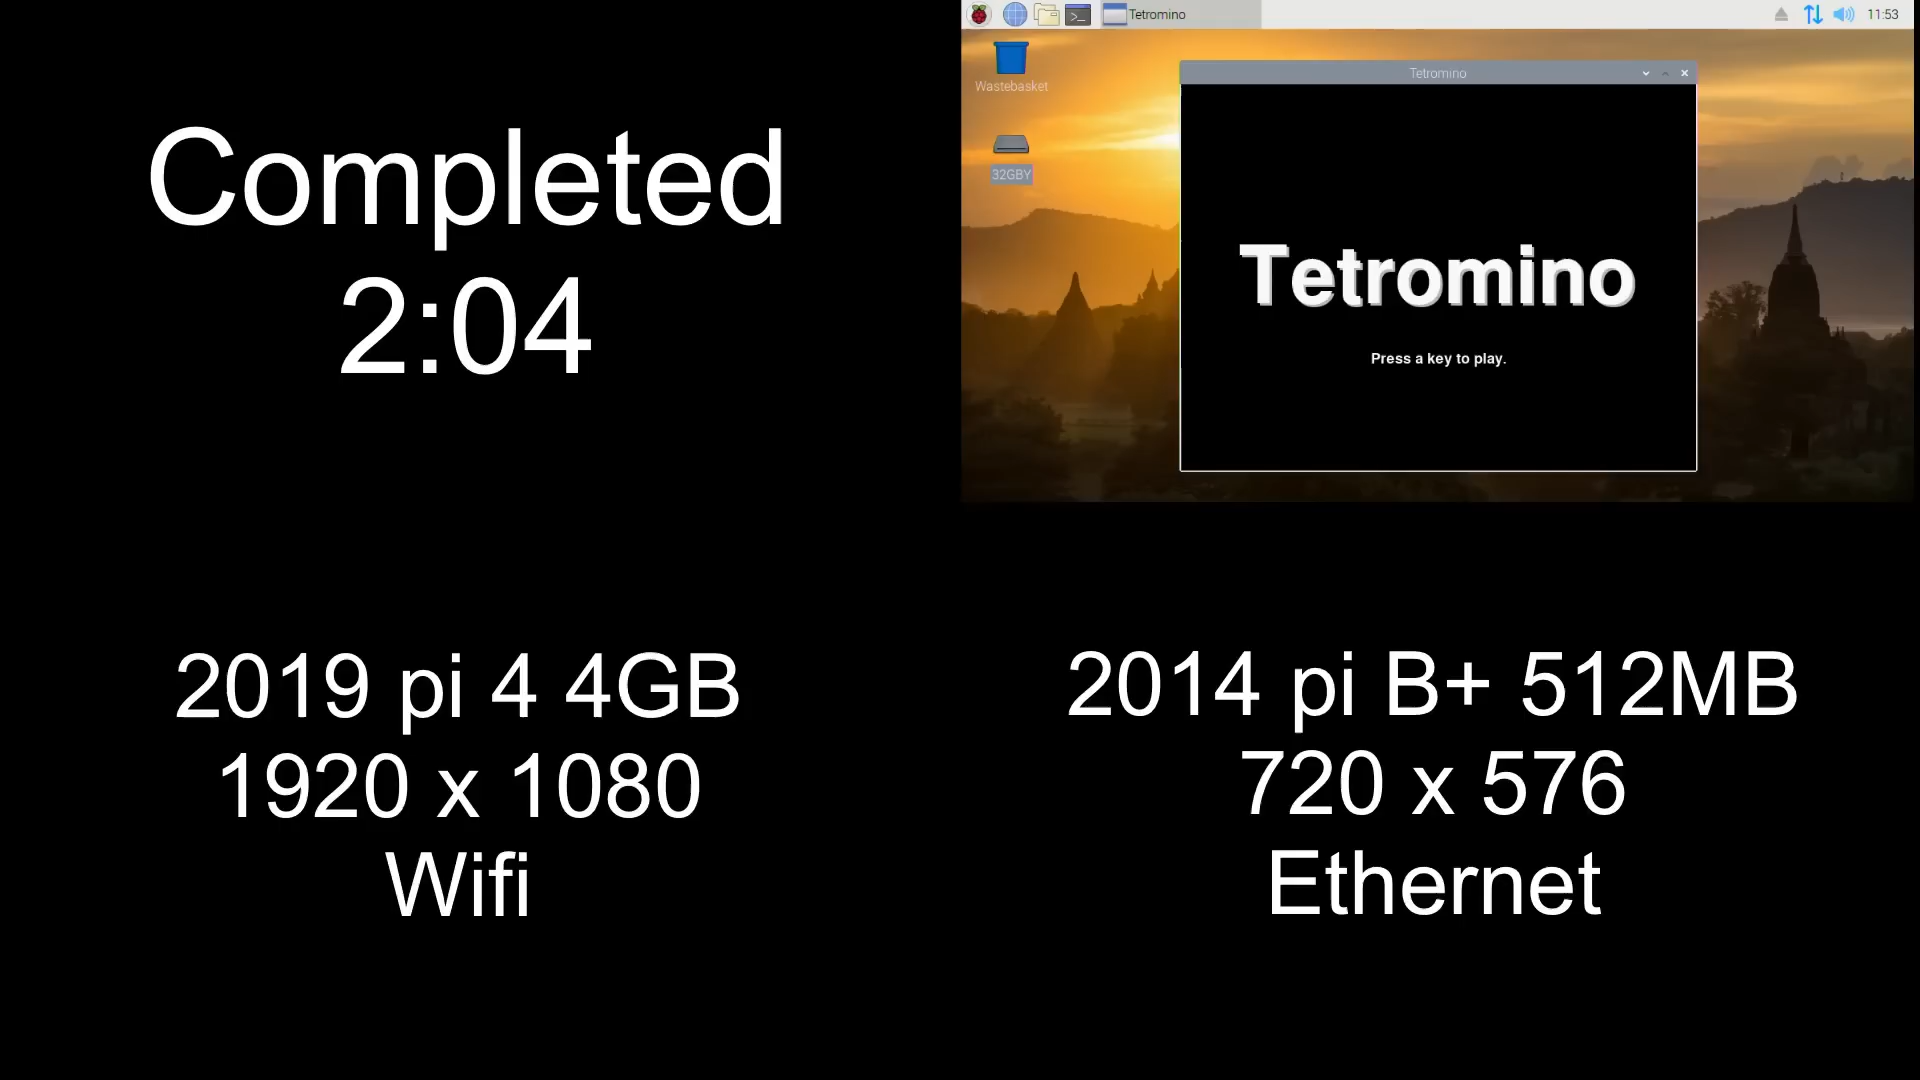 Completed
2:04
Tetromino
11:53
Wastebasket
32GBY
Tetromino
Tetromino
Press a key to play.
2019 pi 4 4GB
1920 x 1080
Wifi
2014 pi B+ 512MB
720 x 576
Ethernet